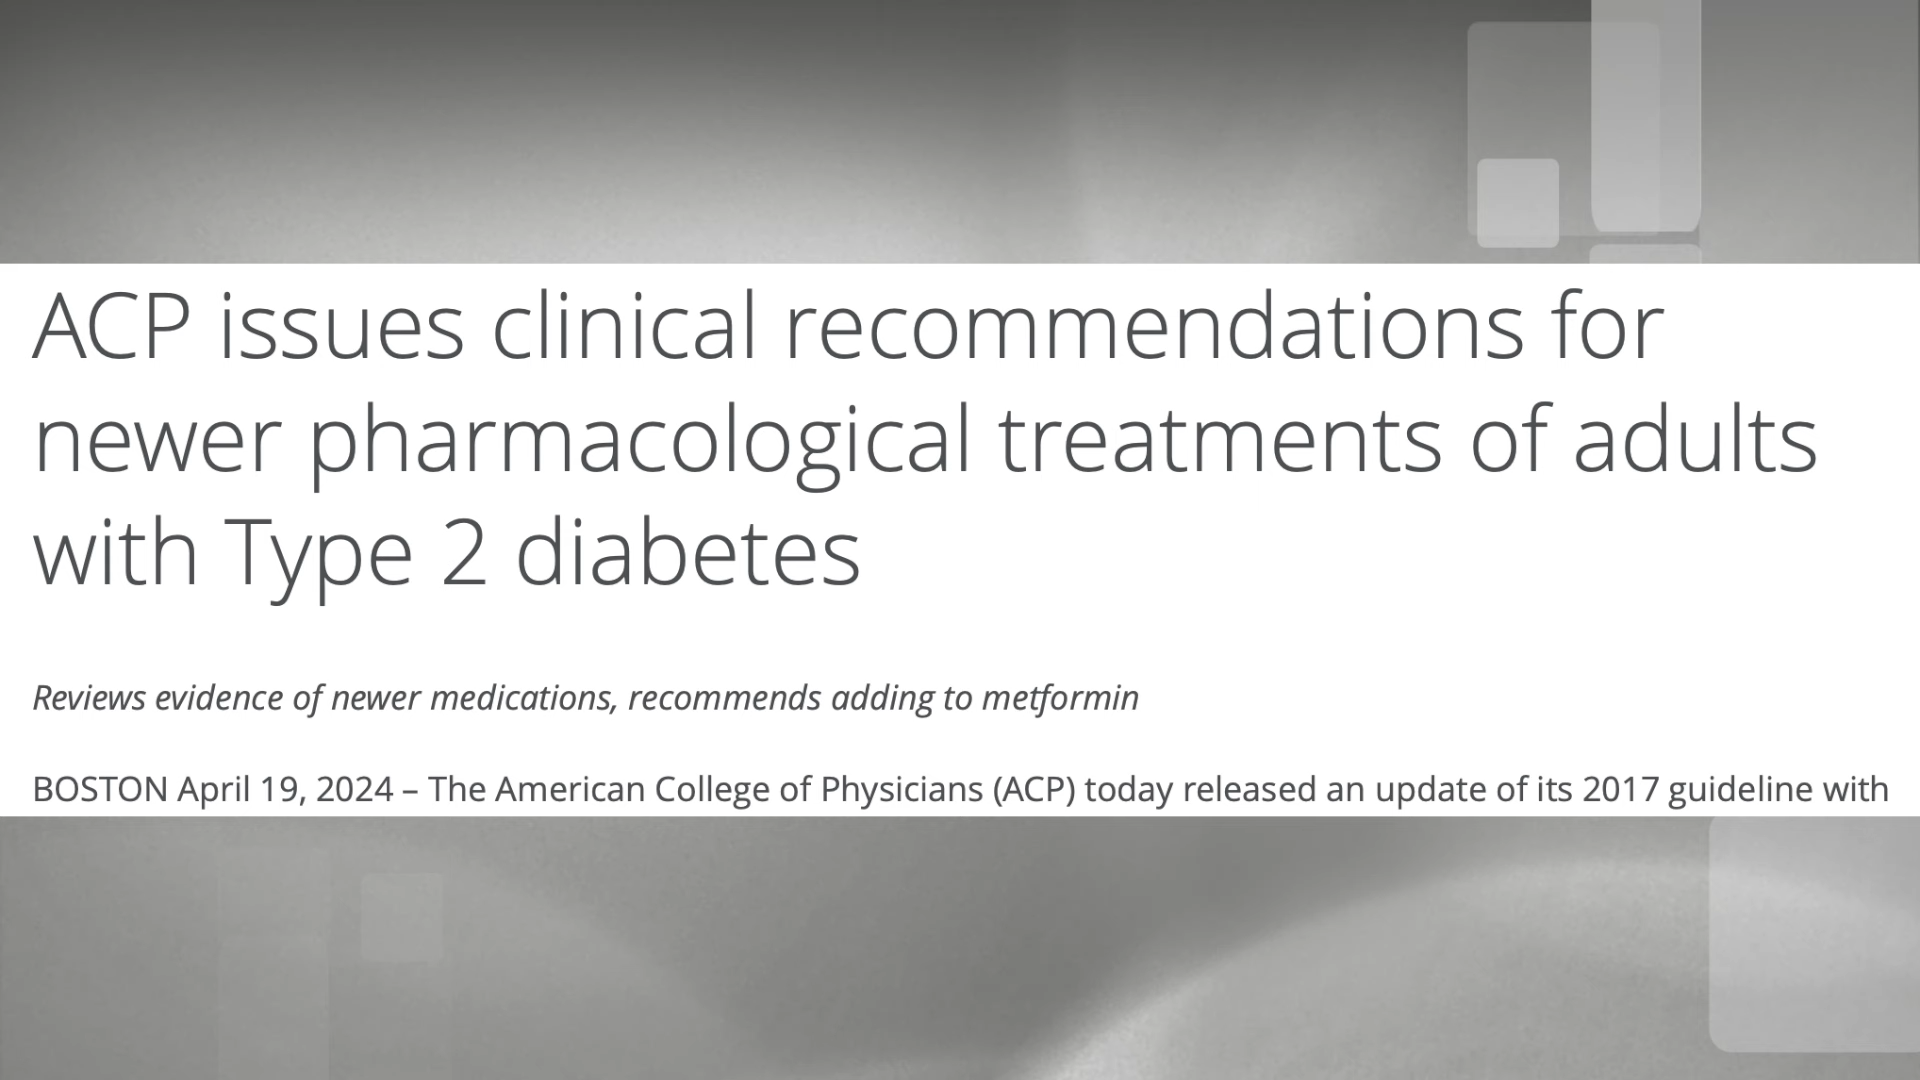 ACP issues clinical recommendations for
newer pharmacological treatments of adults
with Type 2 diabetes
Reviews evidence of newer medications, recommends adding to metformin
BOSTON April 19, 2024 – The American College of Physicians (ACP) today released an update of its 2017 guideline with